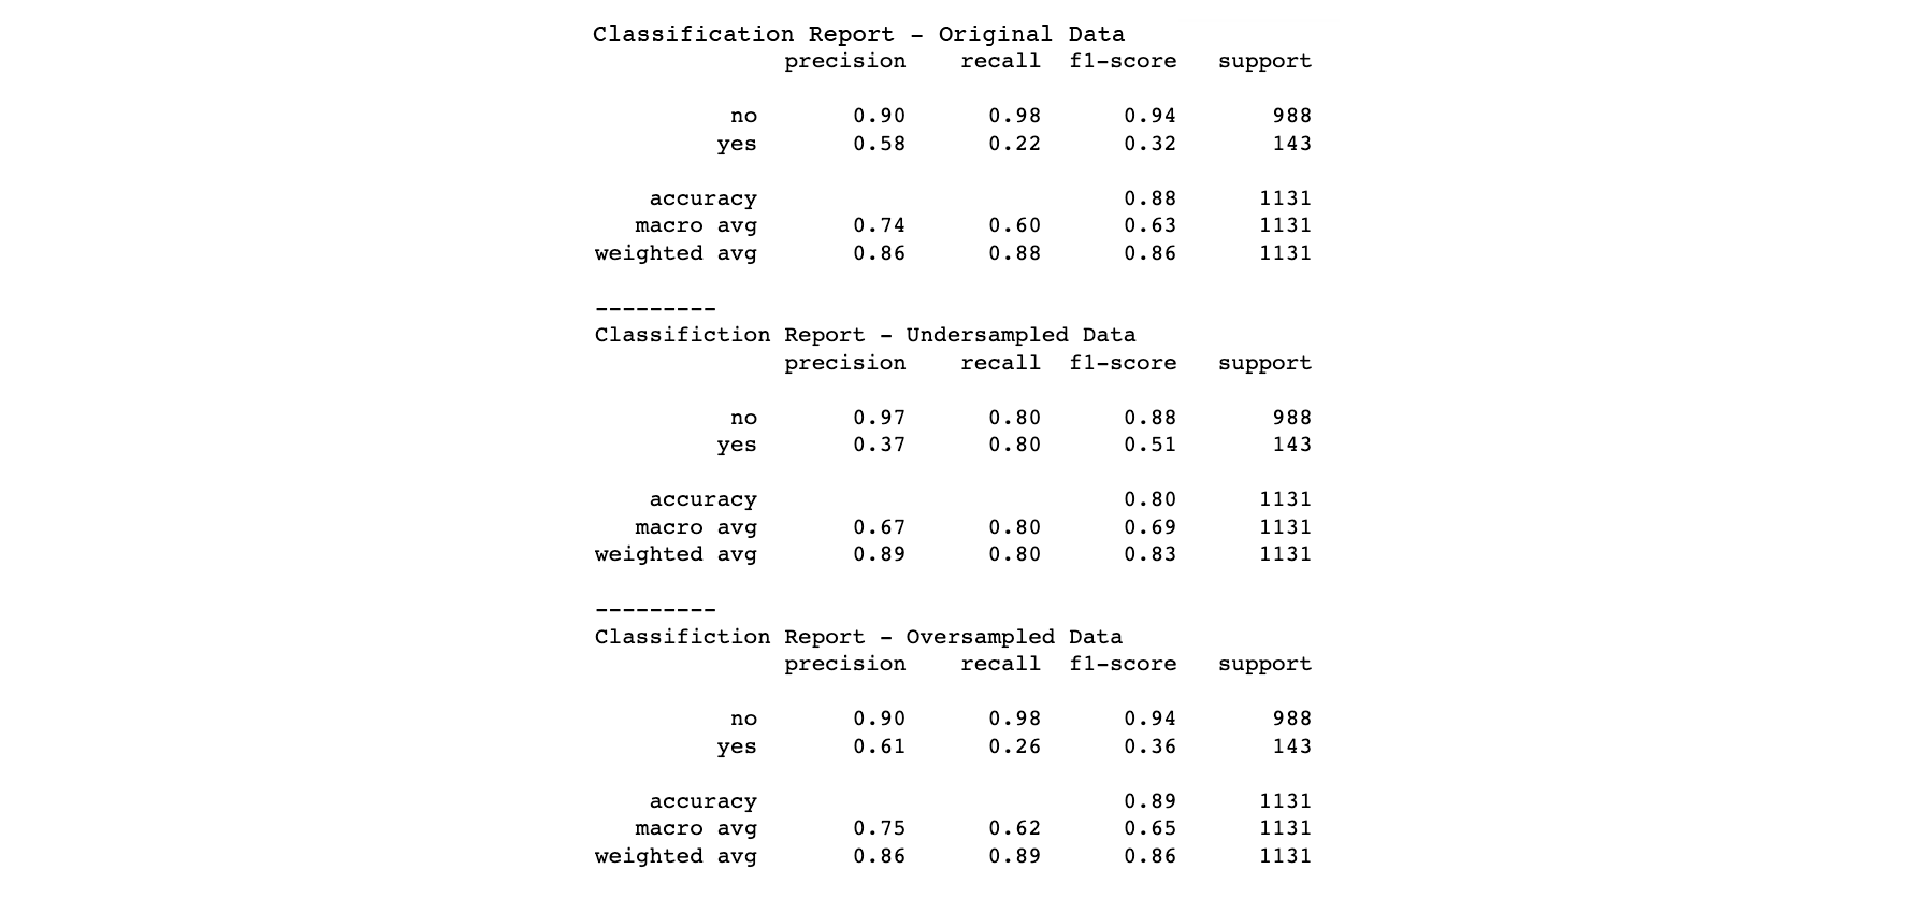 Classification Report – Original Data
precision recall f1-score support
no 0.90 0.98 0.94 988
yes 0.58 0.22 0.32 143
accuracy 0.88 1131
macro avg 0.74 0.60 0.63 1131
weighted avg 0.86 0.88 0.86 1131
---------
Classifiction Report – Undersampled Data
precision recall f1-score support
no 0.97 0.80 0.88 988
yes 0.37 0.80 0.51 143
accuracy 0.80 1131
macro avg 0.67 0.80 0.69 1131
weighted avg 0.89 0.80 0.83 1131
---------
Classifiction Report – Oversampled Data
precision recall f1-score support
no 0.90 0.98 0.94 988
yes 0.61 0.26 0.36 143
accuracy 0.89 1131
macro avg 0.75 0.62 0.65 1131
weighted avg 0.86 0.89 0.86 1131